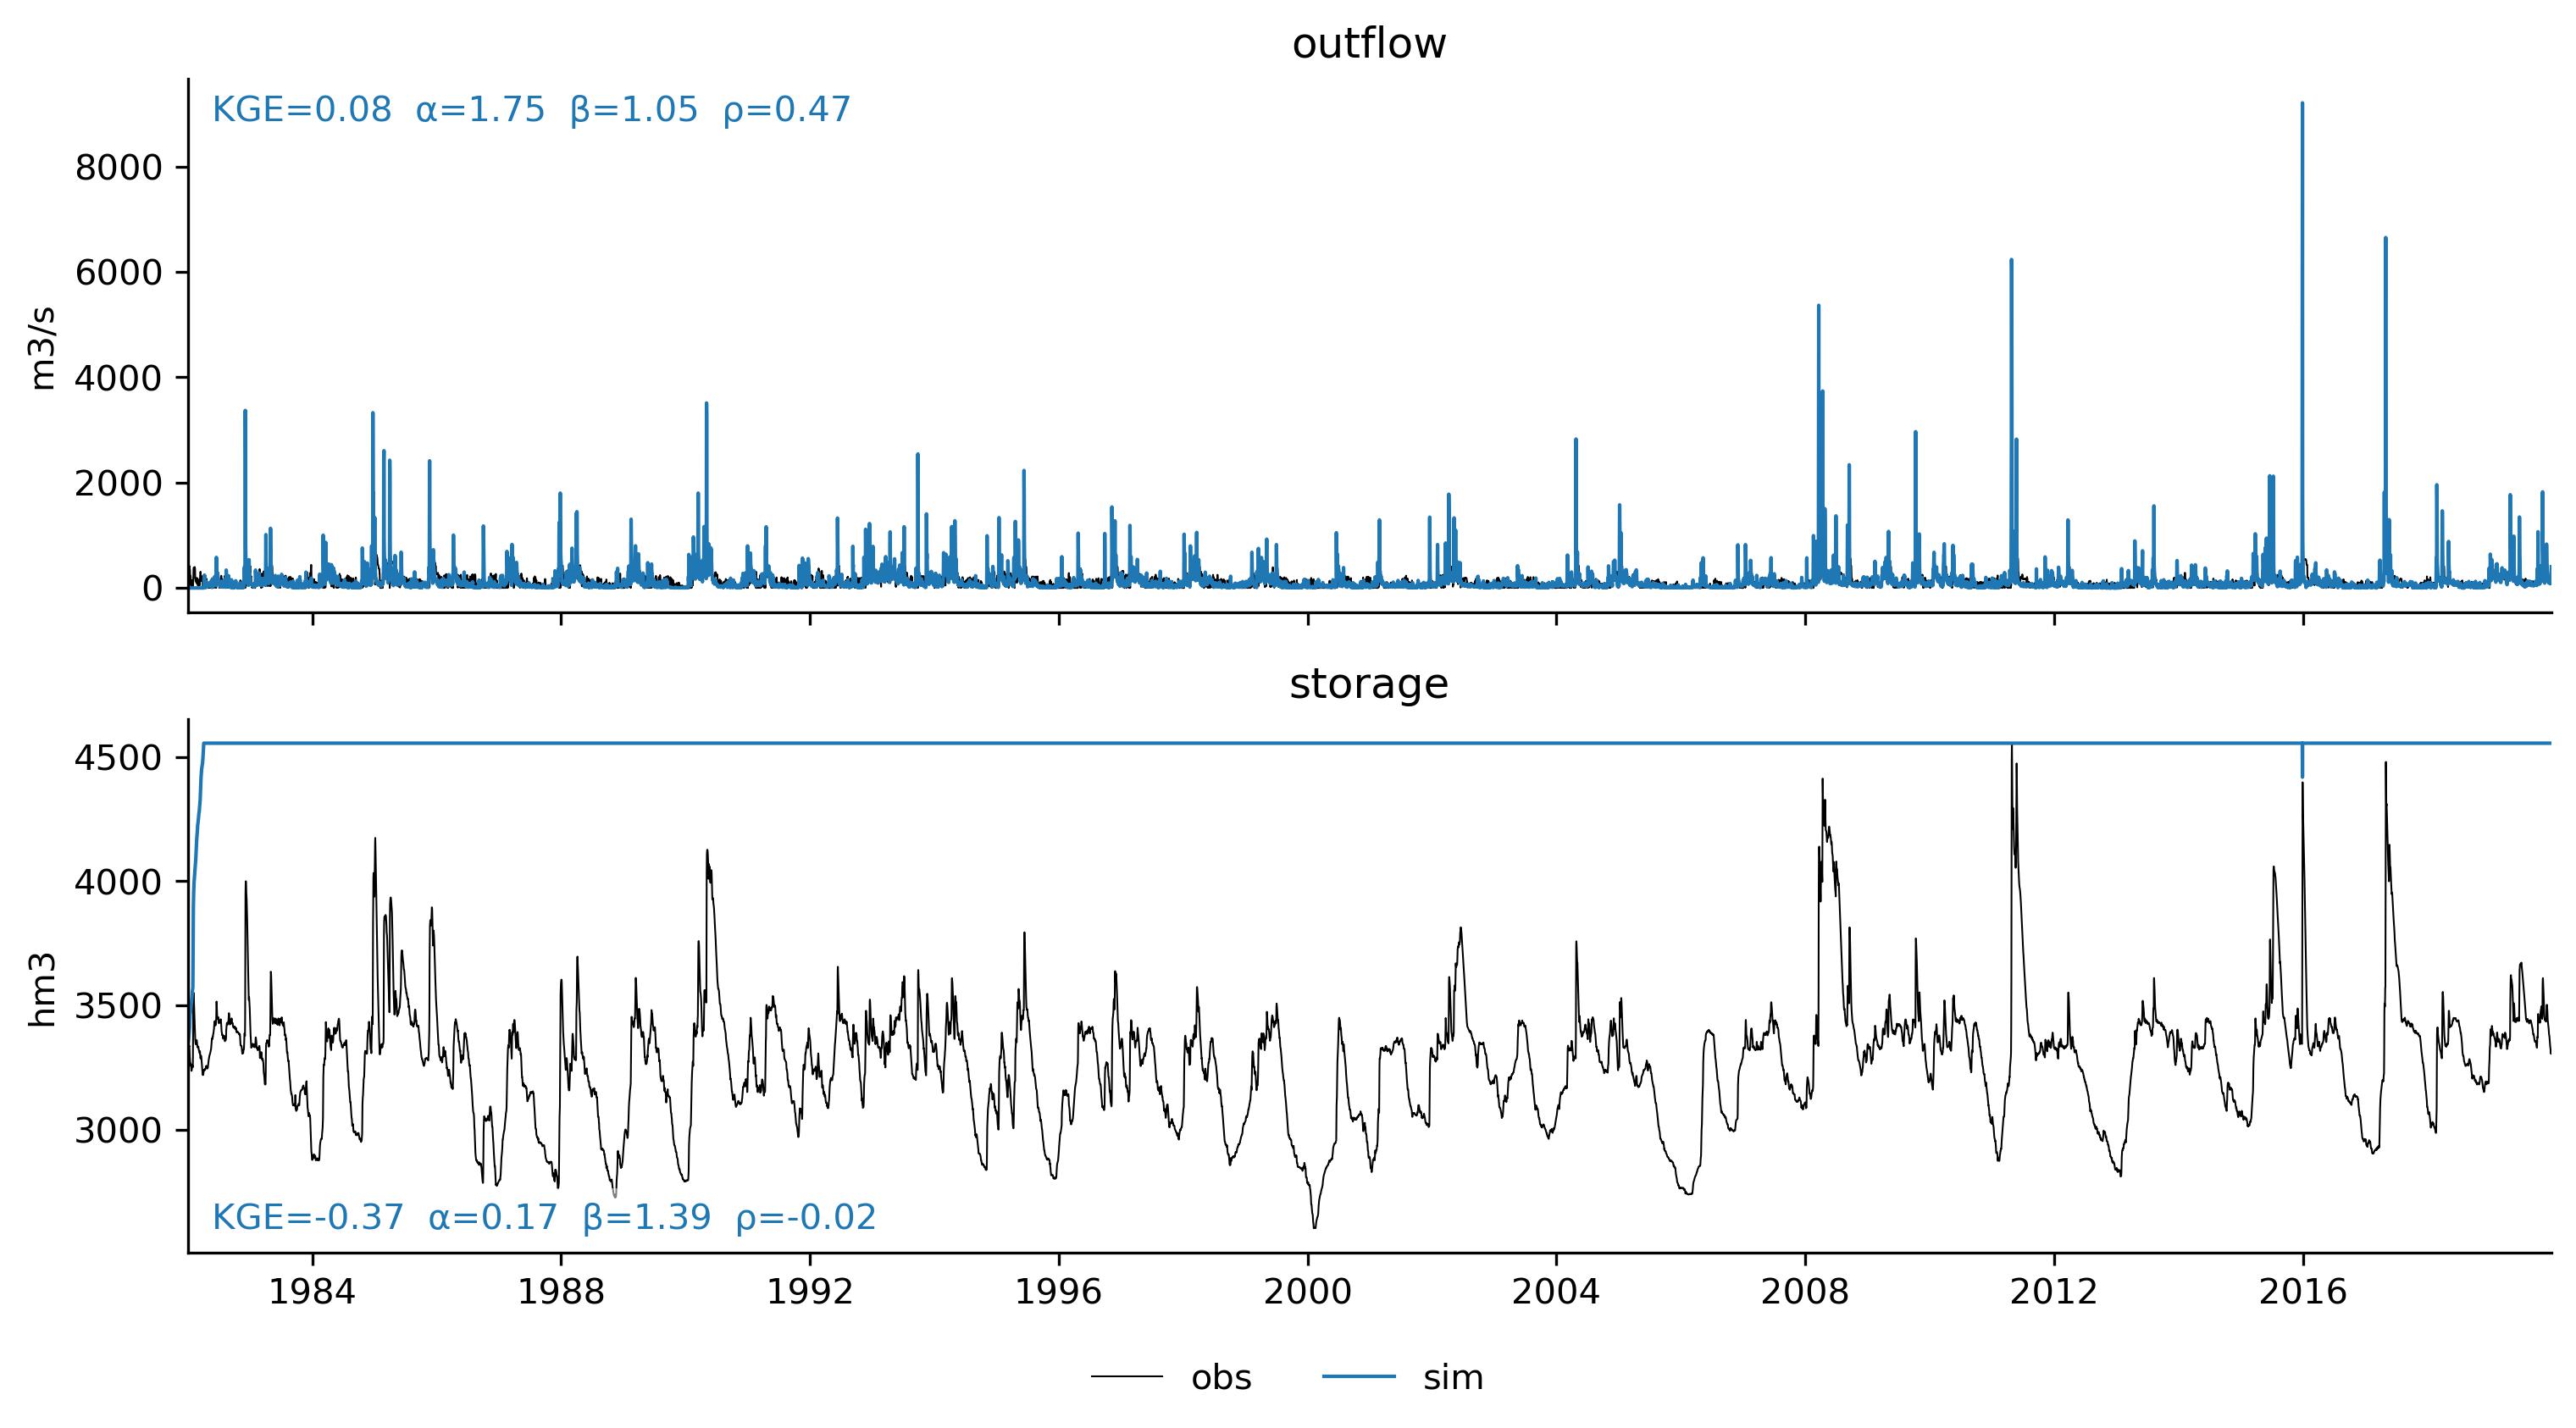 outflow
KGE=0.08 α=1.75 β=1.05 ρ=0.47
8000
6000
4000
2000
0
m3/s
storage
4500
4000
3500
3000
hm3
KGE=-0.37 α=0.17 β=1.39 ρ=-0.02
1984 1988 1992 1996 2000 2004 2008 2012 2016
obs sim